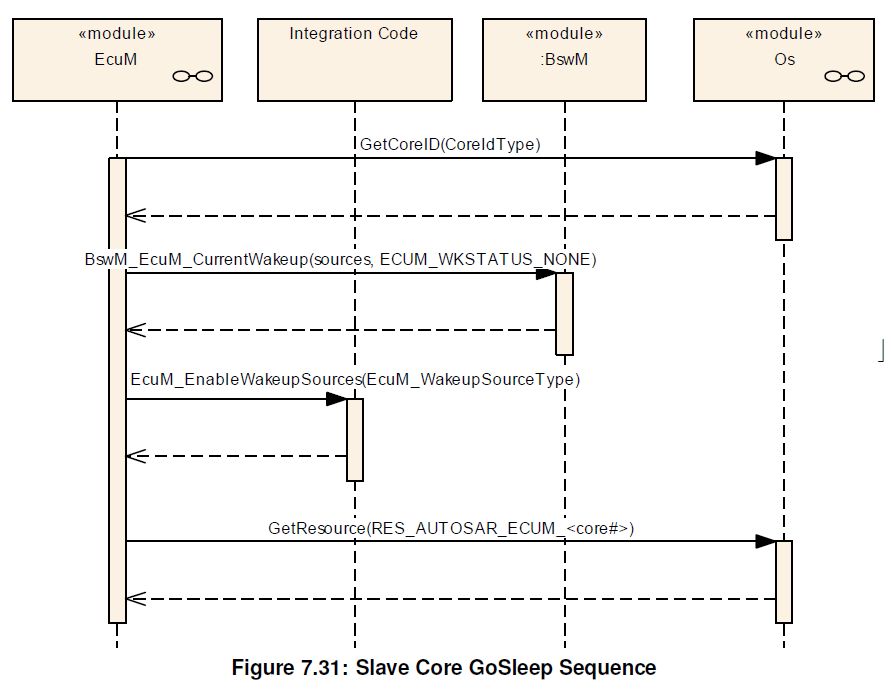 «module»
EcuM
Integration Code
«module»
:BswM
«module»
Os
GetCoreID(CoreIdType)
BswM_EcuM_CurrentWakeup(sources, ECUM_WKSTATUS_NONE)
EcuM_EnableWakeupSources(EcuM_WakeupSourceType)
GetResource(RES_AUTOSAR_ECUM_<core#>)
Figure 7.31: Slave Core GoSleep Sequence
⌋